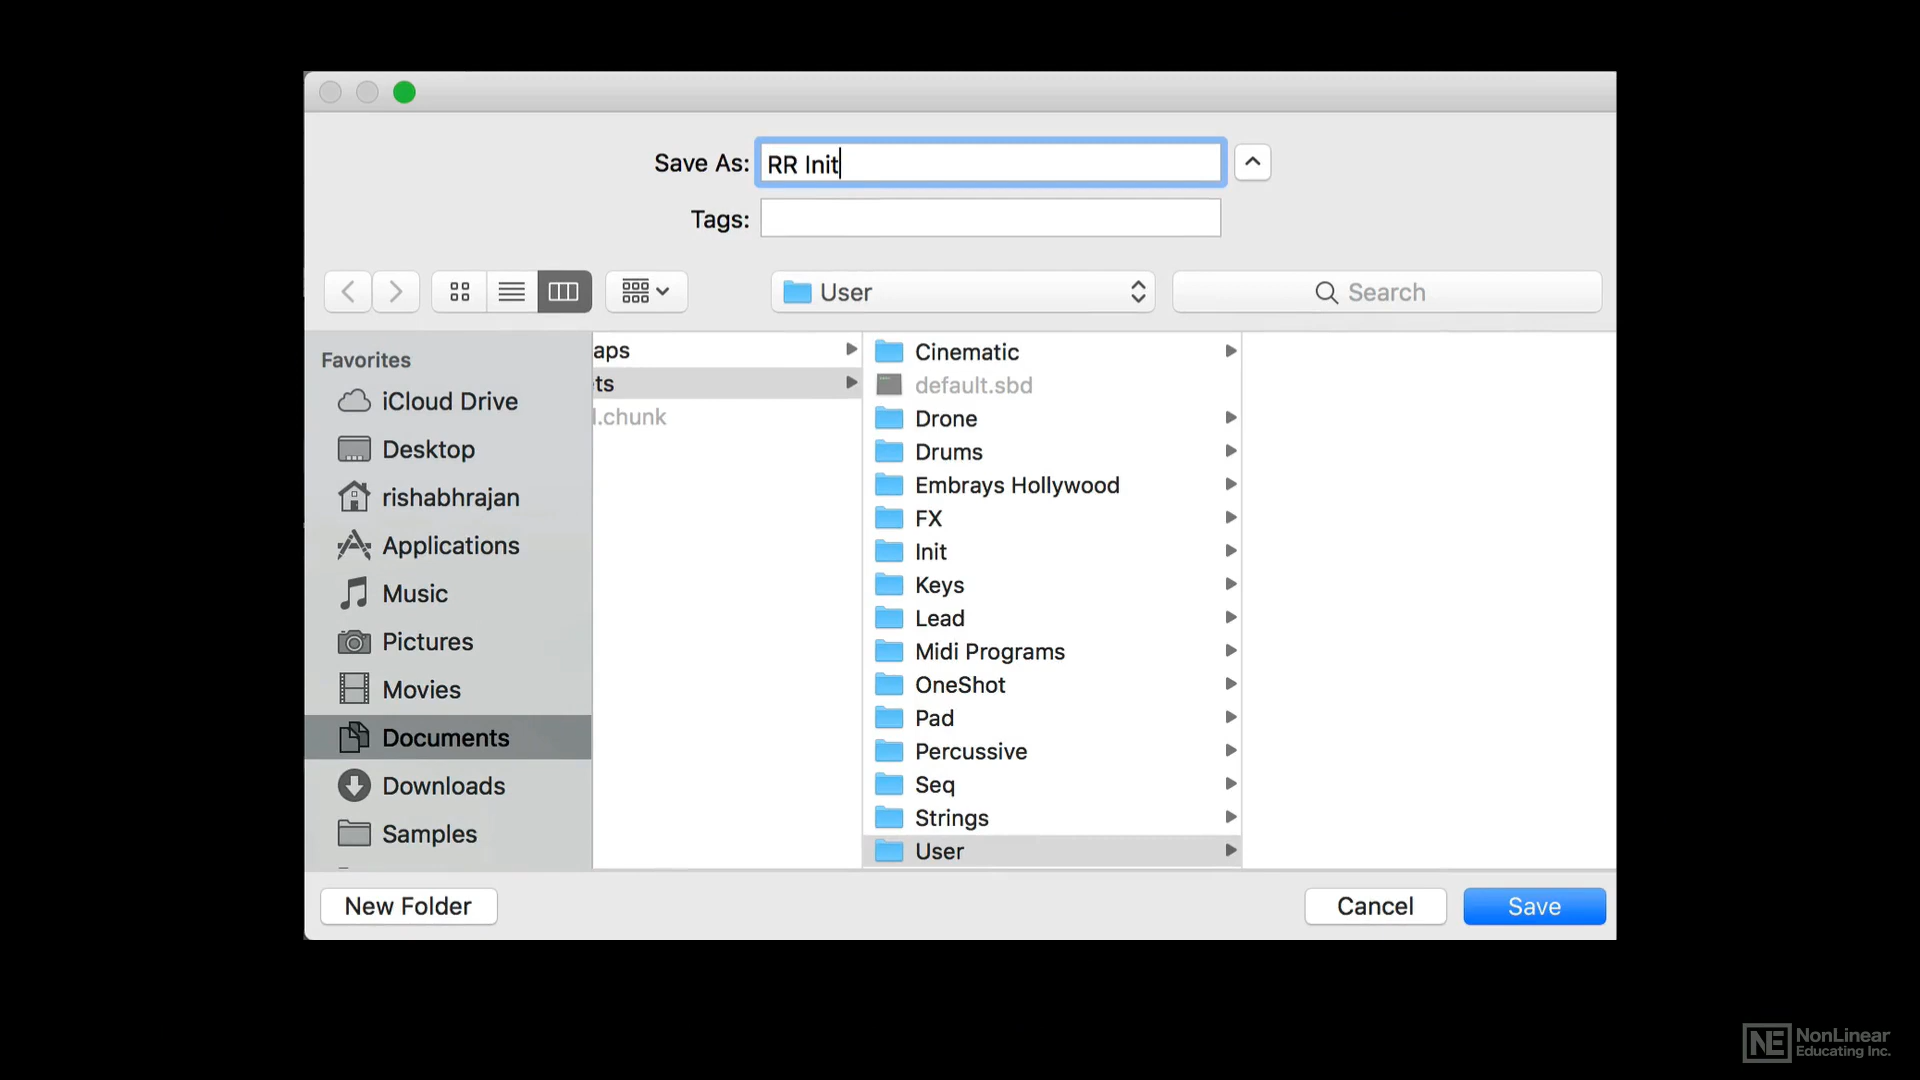 Save As: RR Init
Tags:
User
Search
Favorites
iCloud Drive
Desktop
rishabhrajan
Applications
Music
Pictures
Movies
Documents
Downloads
Samples
aps
ts
.chunk
Cinematic
default.sbd
Drone
Drums
Embrays Hollywood
FX
Init
Keys
Lead
Midi Programs
OneShot
Pad
Percussive
Seq
Strings
User
New Folder
Cancel
Save
NE NonLinear
Educating Inc.